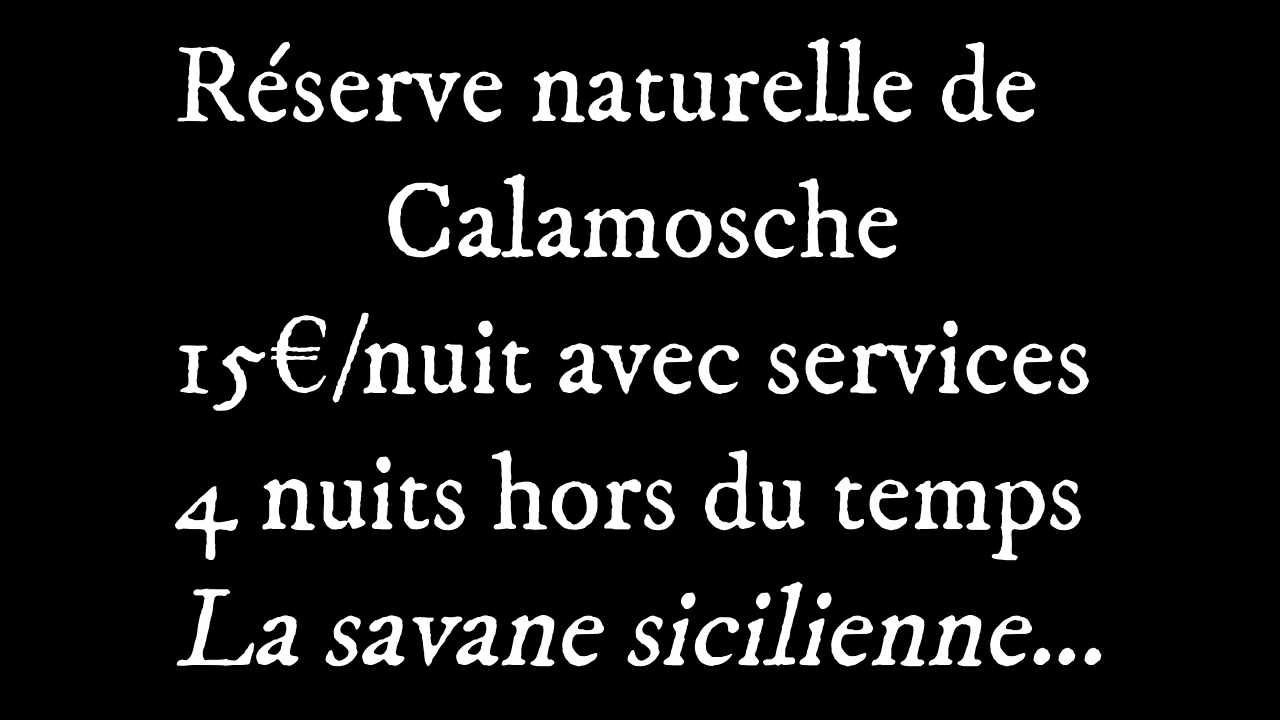 Réserve naturelle de
Calamosche
15€/nuit avec services
4 nuits hors du temps
La savane sicilienne...